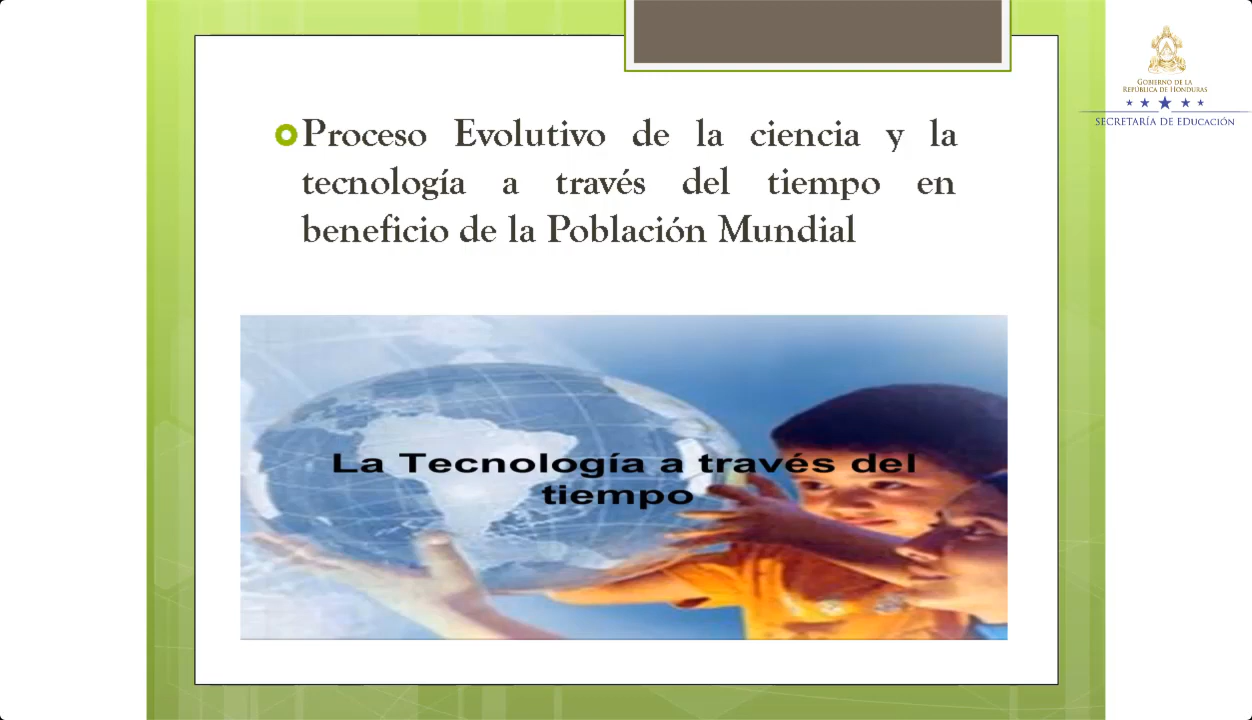 GOBIERNO DE LA
REPÚBLICA DE HONDURAS
SECRETARÍA DE EDUCACIÓN
Proceso Evolutivo de la ciencia y la
tecnología a través del tiempo en
beneficio de la Población Mundial
La Tecnología a través del
tiempo